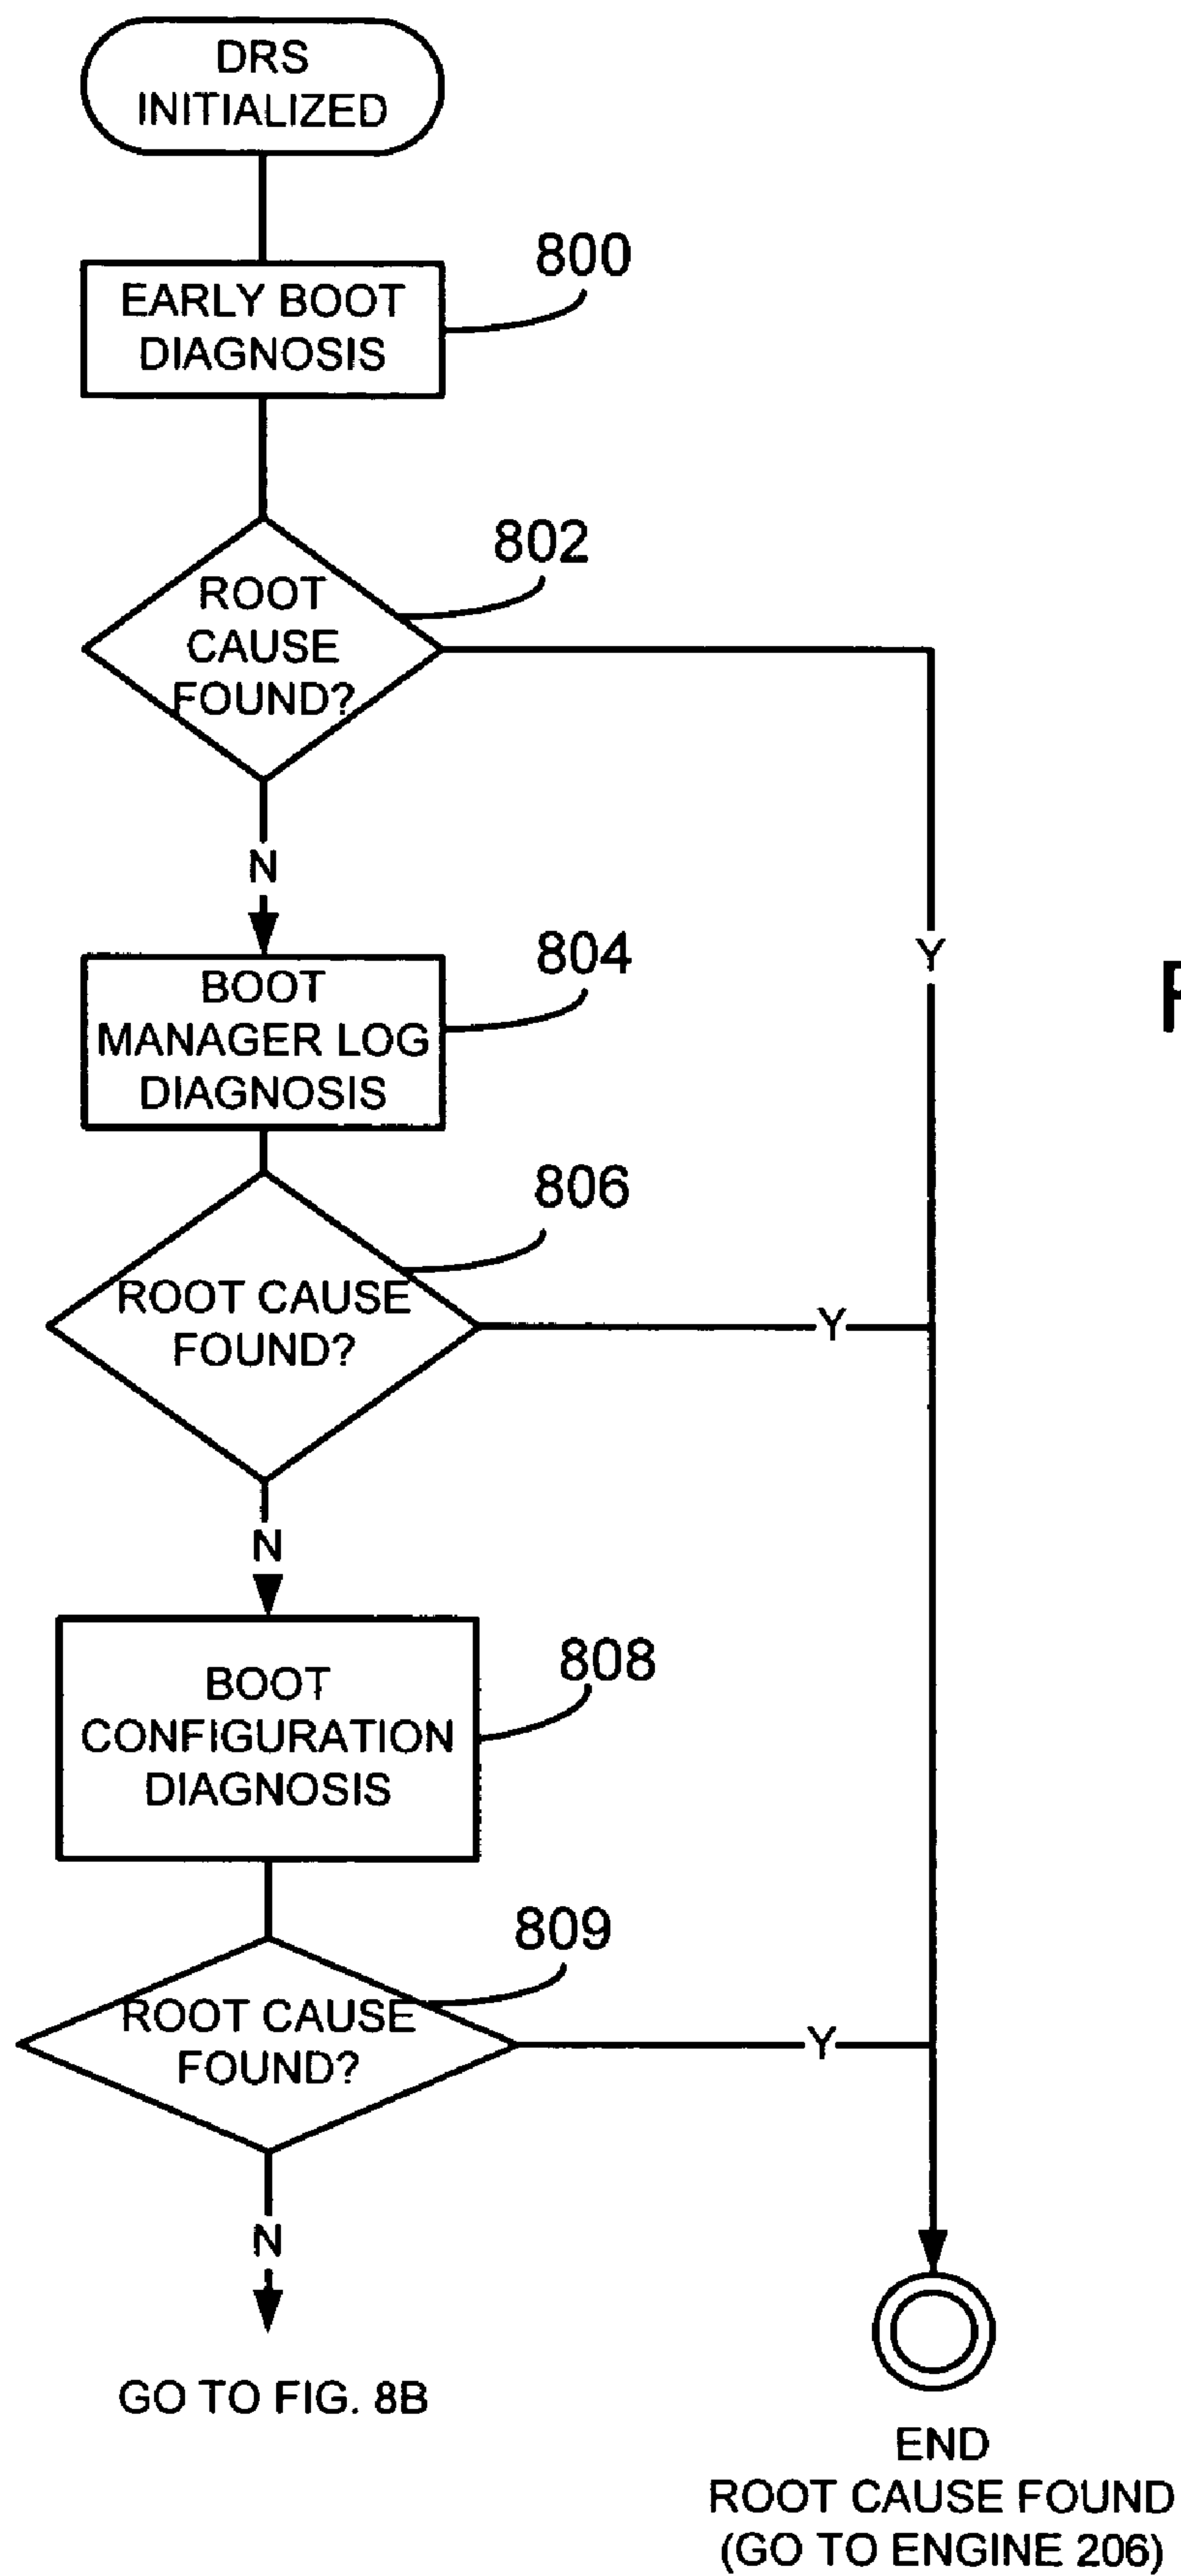 DRS
INITIALIZED
800
EARLY BOOT
DIAGNOSIS
802
ROOT
CAUSE
FOUND?
N
Y
804
BOOT
MANAGER LOG
DIAGNOSIS
806
ROOT CAUSE
FOUND?
Y
N
808
BOOT
CONFIGURATION
DIAGNOSIS
809
ROOT CAUSE
FOUND?
Y
N
GO TO FIG. 8B
END
ROOT CAUSE FOUND
(GO TO ENGINE 206)